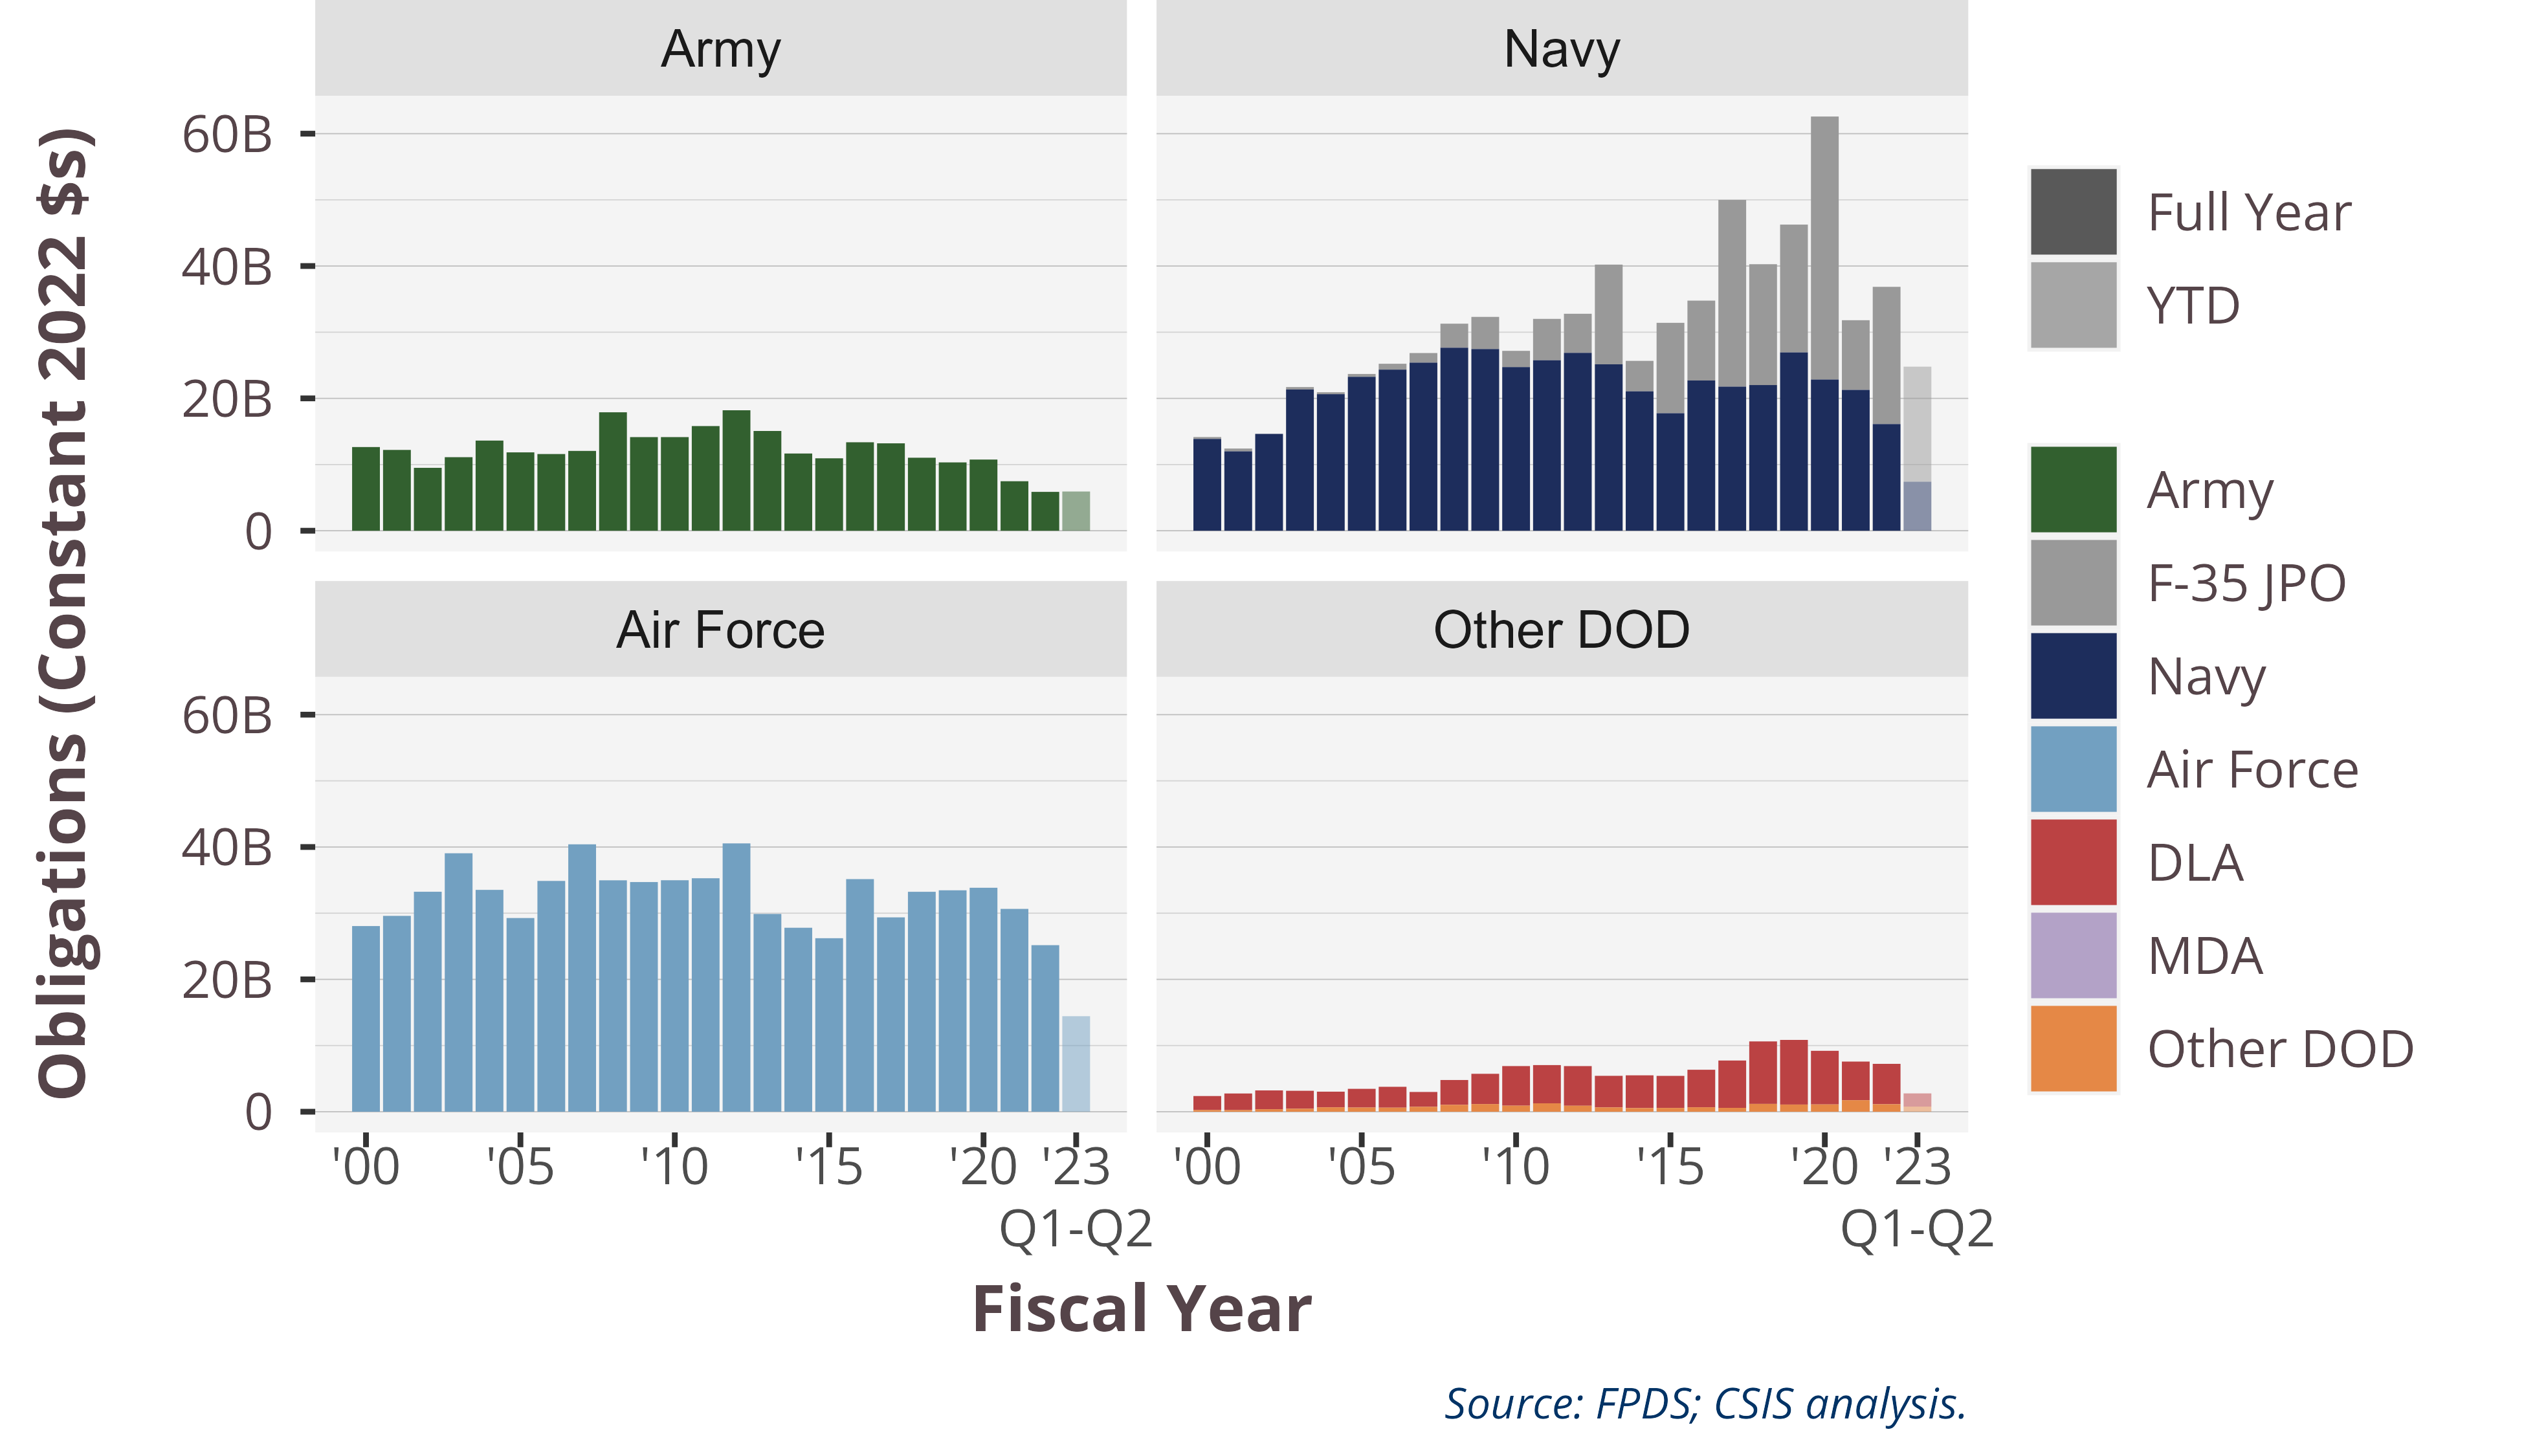 Army
Navy
60B
40B
20B
0
Air Force
Other DOD
60B
40B
20B
0
'00
'05
'10
'15
'20
'23
Q1-Q2
'00
'05
'10
'15
'20
'23
Q1-Q2
Fiscal Year
Obligations (Constant 2022 $s)
Full Year
YTD
Army
F-35 JPO
Navy
Air Force
DLA
MDA
Other DOD
Source: FPDS; CSIS analysis.